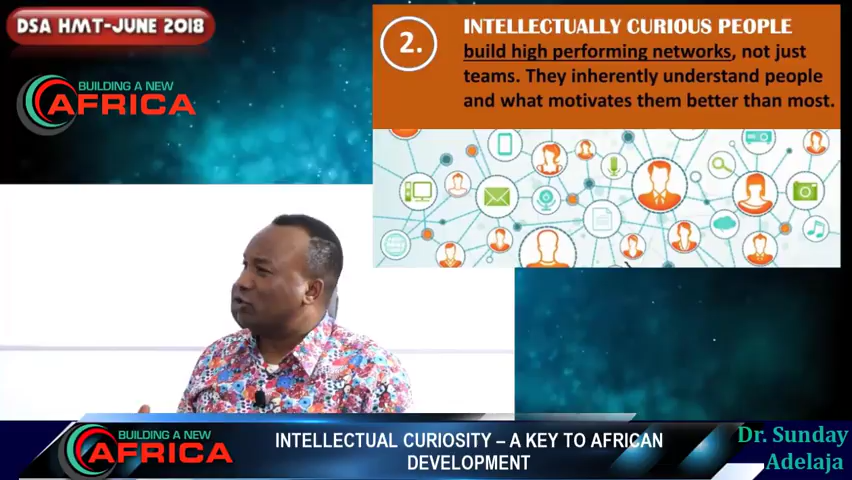 DSA HMT-JUNE 2018
BUILDING A NEW
AFRICA
2.
INTELLECTUALLY CURIOUS PEOPLE
build high performing networks, not just
teams. They inherently understand people
and what motivates them better than most.
BUILDING A NEW
AFRICA
INTELLECTUAL CURIOSITY – A KEY TO AFRICAN
DEVELOPMENT
Dr. Sunday
Adelaja